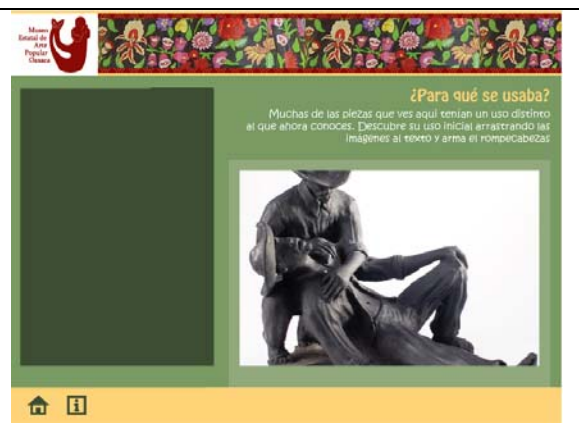 Museo
Estatal de
Arte
Popular
Oaxaca
¿Para qué se usaba?
Muchas de las piezas que ves aquí tenían un uso distinto
al que ahora conoces. Descubre su uso inicial arrastrando las
imágenes al texto y arma el rompecabezas
i